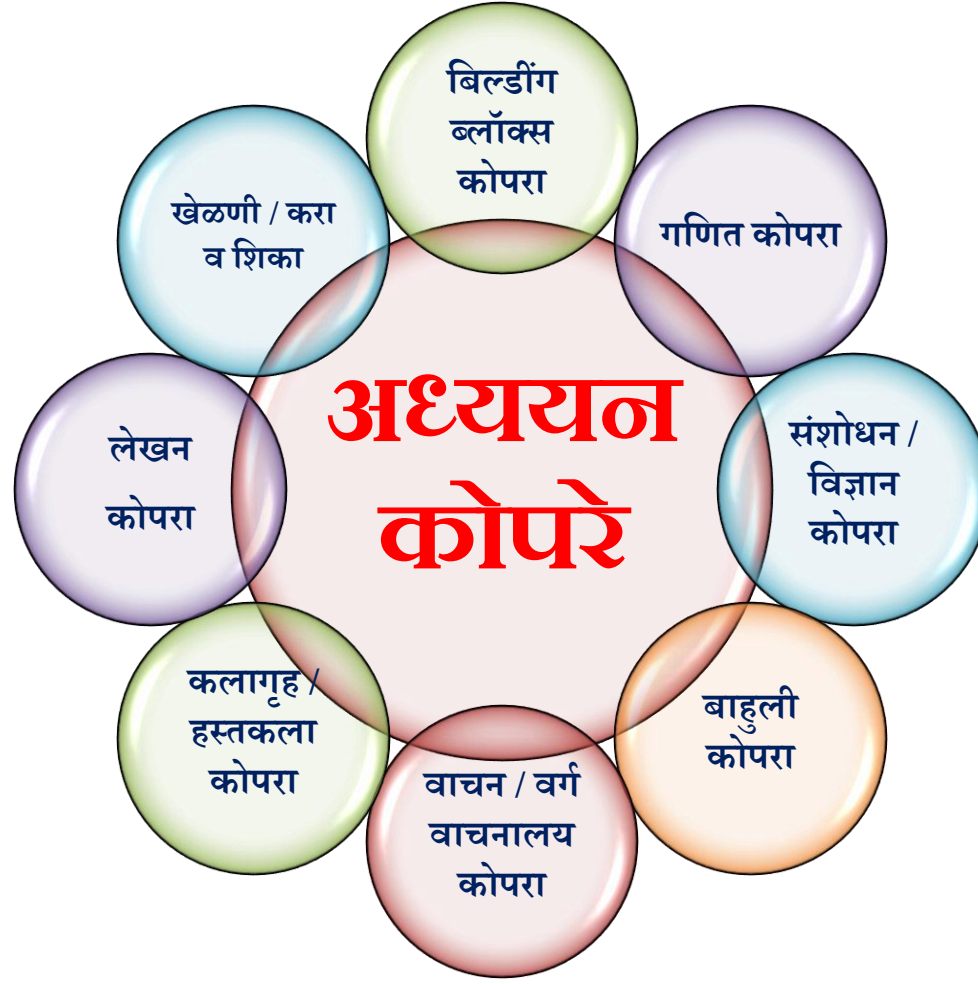 बिल्डींग
ब्लॉक्स
कोपरा
गणित कोपरा
संशोधन /
विज्ञान
कोपरा
बाहुली
कोपरा
वाचन / वर्ग
वाचनालय
कोपरा
कलागृह /
हस्तकला
कोपरा
लेखन
कोपरा
खेळणी / करा
व शिका
अध्ययन
कोपरे